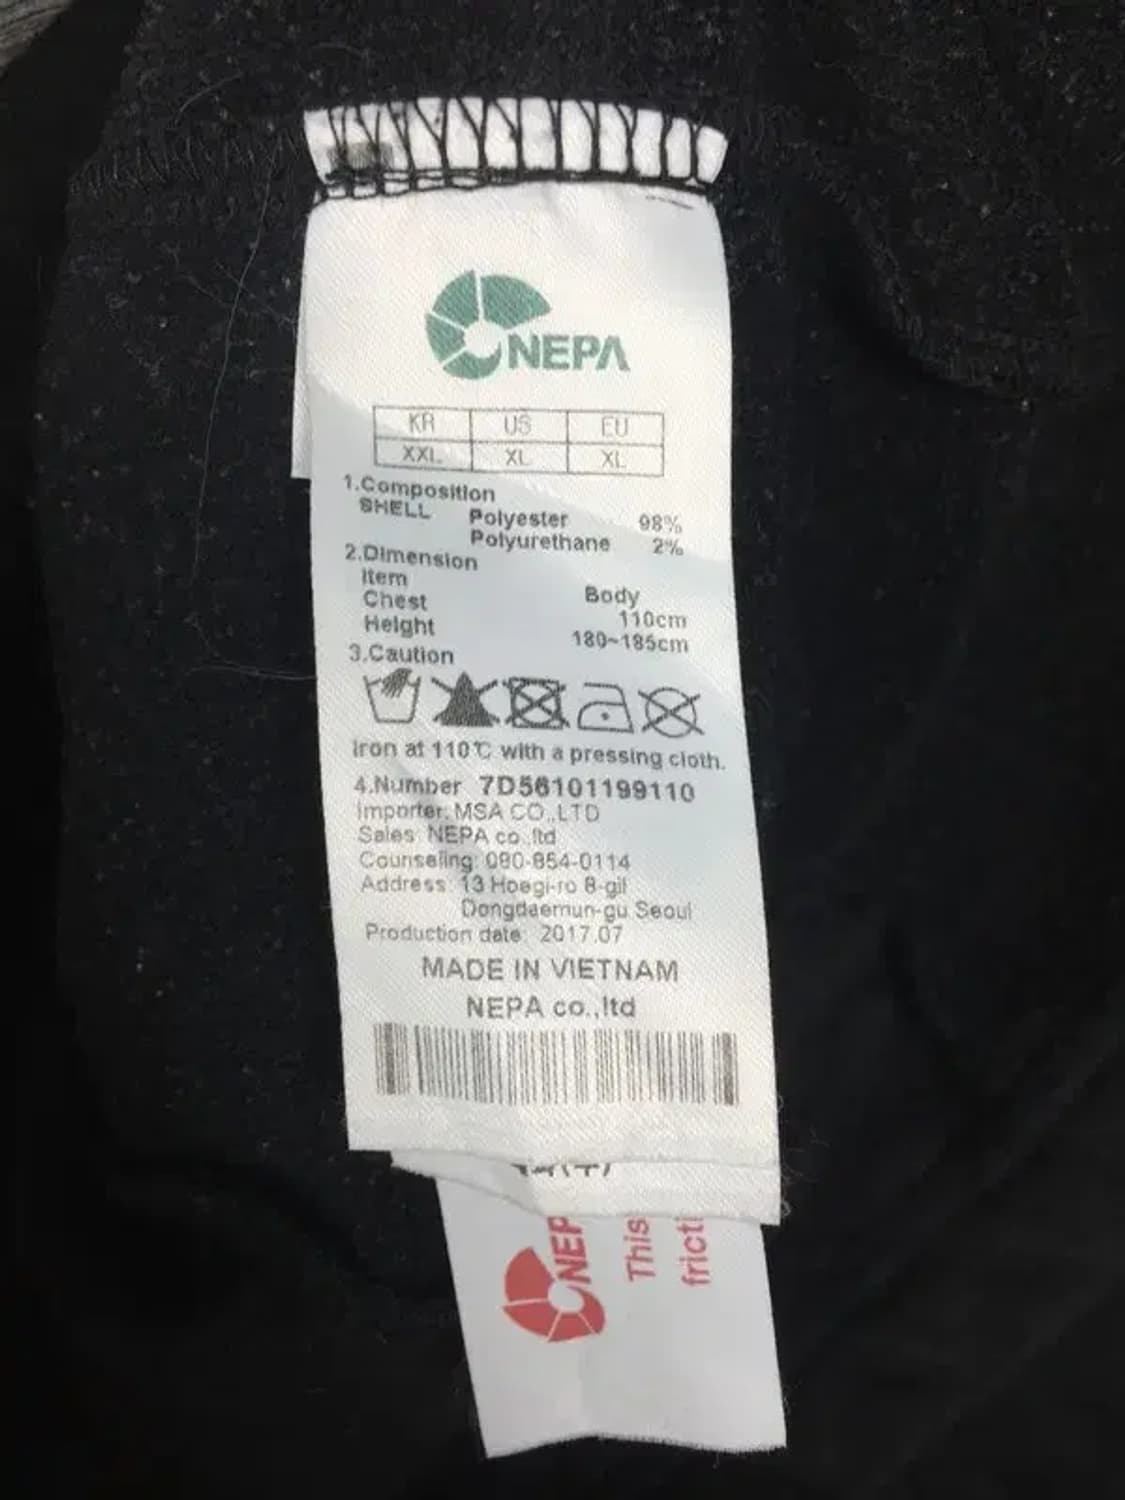 NEPA
KR US EU
XXL XL XL
1.Composition
SHELL Polyester 98%
Polyurethane 2%
2.Dimension
Item Body
Chest 110cm
Height 180~185cm
3.Caution
Iron at 110℃ with a pressing cloth.
4.Number 7D56101199110
Importer: MSA CO.,LTD
Sales: NEPA co.,ltd
Counseling: 080-854-0114
Address: 13 Hoegi-ro 8-gil
Dongdaemun-gu Seoul
Production date: 2017.07
MADE IN VIETNAM
NEPA co.,ltd
NEP
This
fricti